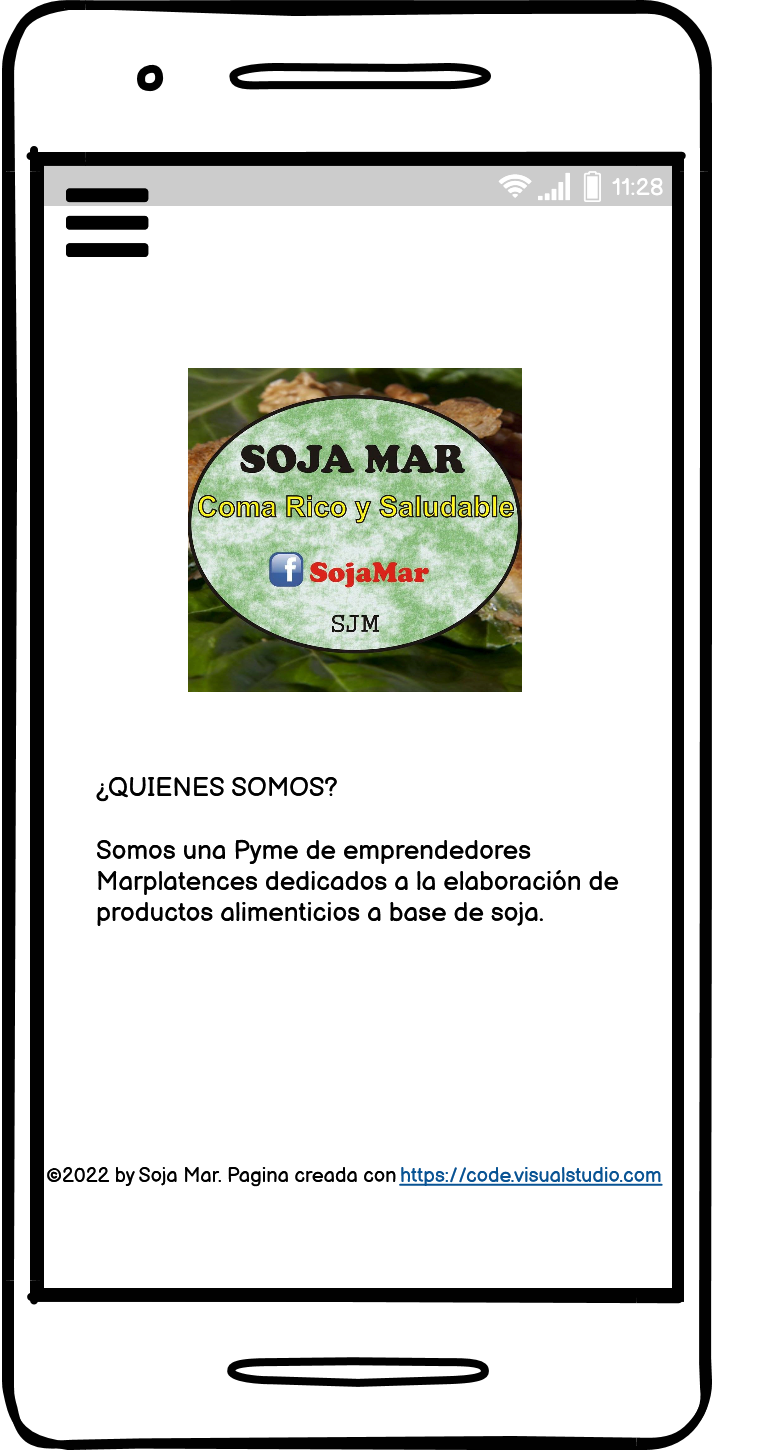 11:28
SOJA MAR
Coma Rico y Saludable
f SojaMar
SJM
¿QUIENES SOMOS?
Somos una Pyme de emprendedores
Marplatences dedicados a la elaboración de
productos alimenticios a base de soja.
©2022 by Soja Mar. Pagina creada con https://code.visualstudio.com